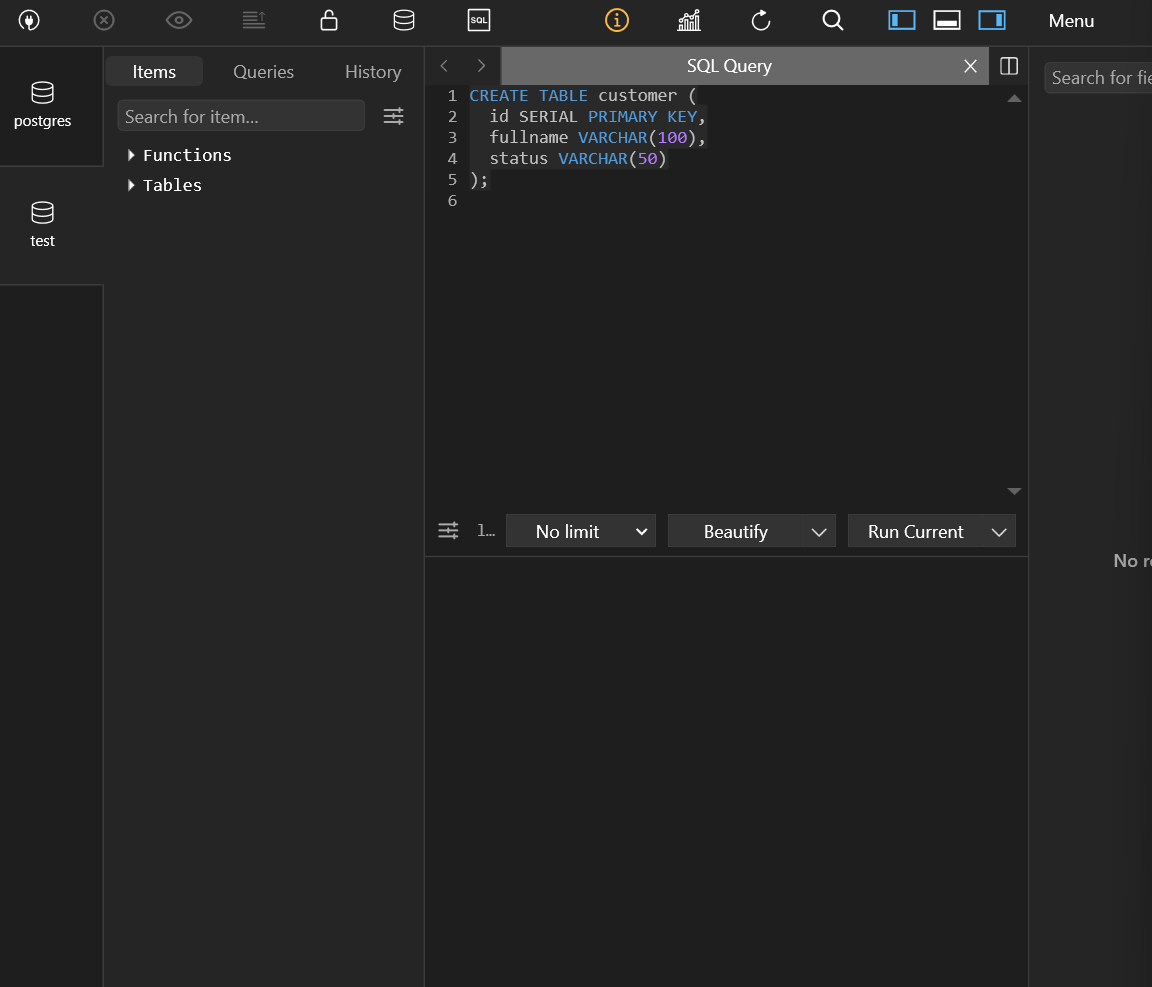 SQL
Menu
postgres
test
Items
Queries
History
Search for item...
Functions
Tables
SQL Query
1 CREATE TABLE customer (
2 id SERIAL PRIMARY KEY,
3 fullname VARCHAR(100),
4 status VARCHAR(50)
5 );
6
l...
No limit
Beautify
Run Current
Search for fie
No re